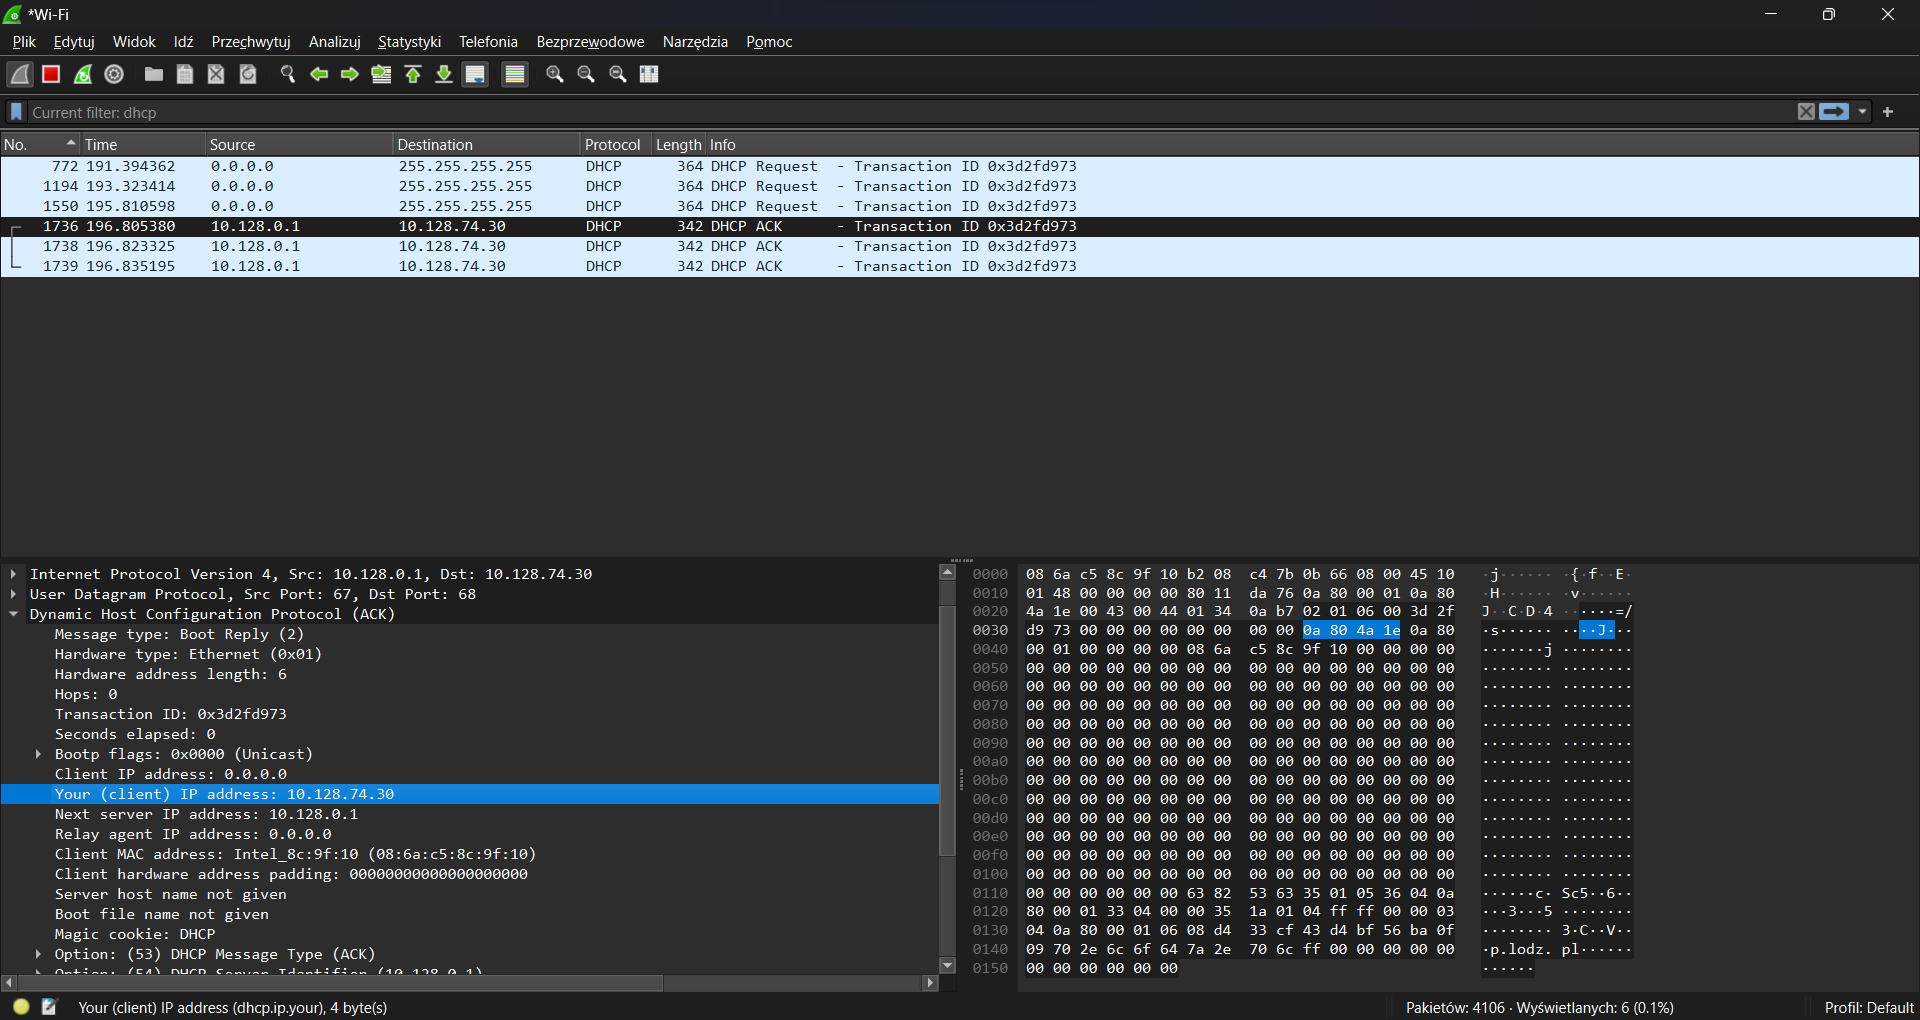 *Wi-Fi
Plik Edytuj Widok Idź Przechwytuj Analizuj Statystyki Telefonia Bezprzewodowe Narzędzia Pomoc
Current filter: dhcp
No. Time Source Destination Protocol Length Info
772 191.394362 0.0.0.0 255.255.255.255 DHCP 364 DHCP Request - Transaction ID 0x3d2fd973
1194 193.323414 0.0.0.0 255.255.255.255 DHCP 364 DHCP Request - Transaction ID 0x3d2fd973
1550 195.810598 0.0.0.0 255.255.255.255 DHCP 364 DHCP Request - Transaction ID 0x3d2fd973
1736 196.805380 10.128.0.1 10.128.74.30 DHCP 342 DHCP ACK - Transaction ID 0x3d2fd973
1738 196.823325 10.128.0.1 10.128.74.30 DHCP 342 DHCP ACK - Transaction ID 0x3d2fd973
1739 196.835195 10.128.0.1 10.128.74.30 DHCP 342 DHCP ACK - Transaction ID 0x3d2fd973
Internet Protocol Version 4, Src: 10.128.0.1, Dst: 10.128.74.30
User Datagram Protocol, Src Port: 67, Dst Port: 68
Dynamic Host Configuration Protocol (ACK)
Message type: Boot Reply (2)
Hardware type: Ethernet (0x01)
Hardware address length: 6
Hops: 0
Transaction ID: 0x3d2fd973
Seconds elapsed: 0
Bootp flags: 0x0000 (Unicast)
Client IP address: 0.0.0.0
Your (client) IP address: 10.128.74.30
Next server IP address: 10.128.0.1
Relay agent IP address: 0.0.0.0
Client MAC address: Intel_8c:9f:10 (08:6a:c5:8c:9f:10)
Client hardware address padding: 00000000000000000000
Server host name not given
Boot file name not given
Magic cookie: DHCP
Option: (53) DHCP Message Type (ACK)
Option: (54) DHCP Server Identifier (10.128.0.1)
0000 08 6a c5 8c 9f 10 b2 08 c4 7b 0b 66 08 00 45 10 ·j······ ·{·f··E·
0010 01 48 00 00 00 00 80 11 da 76 0a 80 00 01 0a 80 ·H······ ·v······
0020 4a 1e 00 43 00 44 01 34 0a b7 02 01 06 00 3d 2f J··C·D·4 ······=/
0030 d9 73 00 00 00 00 00 00 00 00 0a 80 4a 1e 0a 80 ·s······ ····J···
0040 00 01 00 00 00 00 08 6a c5 8c 9f 10 00 00 00 00 ·······j ········
0050 00 00 00 00 00 00 00 00 00 00 00 00 00 00 00 00 ········ ········
0060 00 00 00 00 00 00 00 00 00 00 00 00 00 00 00 00 ········ ········
0070 00 00 00 00 00 00 00 00 00 00 00 00 00 00 00 00 ········ ········
0080 00 00 00 00 00 00 00 00 00 00 00 00 00 00 00 00 ········ ········
0090 00 00 00 00 00 00 00 00 00 00 00 00 00 00 00 00 ········ ········
00a0 00 00 00 00 00 00 00 00 00 00 00 00 00 00 00 00 ········ ········
00b0 00 00 00 00 00 00 00 00 00 00 00 00 00 00 00 00 ········ ········
00c0 00 00 00 00 00 00 00 00 00 00 00 00 00 00 00 00 ········ ········
00d0 00 00 00 00 00 00 00 00 00 00 00 00 00 00 00 00 ········ ········
00e0 00 00 00 00 00 00 00 00 00 00 00 00 00 00 00 00 ········ ········
00f0 00 00 00 00 00 00 00 00 00 00 00 00 00 00 00 00 ········ ········
0100 00 00 00 00 00 00 00 00 00 00 00 00 00 00 00 00 ········ ········
0110 00 00 00 00 00 00 63 82 53 63 35 01 05 36 04 0a ······c· Sc5··6··
0120 80 00 01 33 04 00 00 35 1a 01 04 ff ff 00 00 03 ···3···5 ········
0130 04 0a 80 00 01 06 08 d4 33 cf 43 d4 bf 56 ba 0f ········ 3·C··V··
0140 09 70 2e 6c 6f 64 7a 2e 70 6c ff 00 00 00 00 00 ·p.lodz. pl······
0150 00 00 00 00 00 00 ······
Your (client) IP address (dhcp.ip.your), 4 byte(s)
Pakietów: 4106 · Wyświetlanych: 6 (0.1%)
Profil: Default